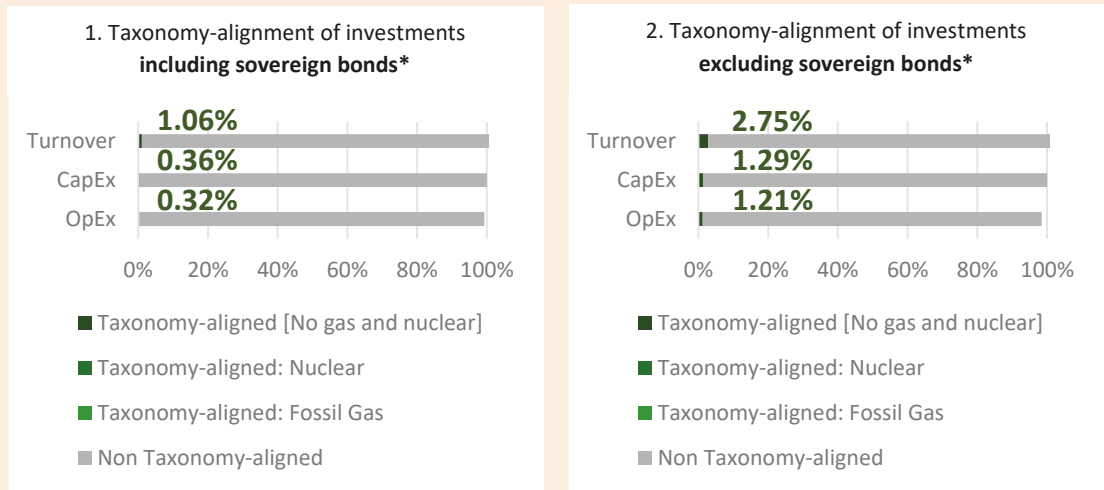 1. Taxonomy-alignment of investments
including sovereign bonds*
1.06%
Turnover
0.36%
CapEx
0.32%
OpEx
0% 20% 40% 60% 80% 100%
Taxonomy-aligned [No gas and nuclear]
Taxonomy-aligned: Nuclear
Taxonomy-aligned: Fossil Gas
Non Taxonomy-aligned
2. Taxonomy-alignment of investments
excluding sovereign bonds*
2.75%
Turnover
1.29%
CapEx
1.21%
OpEx
0% 20% 40% 60% 80% 100%
Taxonomy-aligned [No gas and nuclear]
Taxonomy-aligned: Nuclear
Taxonomy-aligned: Fossil Gas
Non Taxonomy-aligned